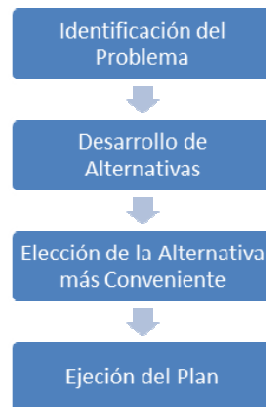 Identificación del
Problema
Desarrollo de
Alternativas
Elección de la Alternativa
más Conveniente
Ejeción del Plan